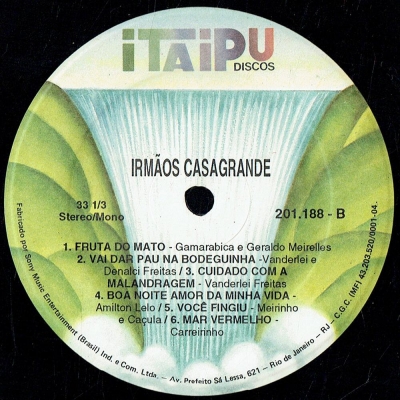 iTAiPU
DISCOS
IRMÃOS CASAGRANDE
33 1/3
Stereo/Mono
201.188 - B
1. FRUTA DO MATO - Gamarabica e Geraldo Meirelles
2. VAI DAR PAU NA BODEGUINHA -Vanderlei e
Denalci Freitas / 3. CUIDADO COM A
MALANDRAGEM - Vanderlei Freitas
4. BOA NOITE AMOR DA MINHA VIDA -
Amilton Lelo / 5. VOCÊ FINGIU - Meirinho
e Caçula / 6. MAR VERMELHO -
Carreirinho
Fabricado por Sony Music Entertainment (Brasil) Ind. e Com. Ltda. — Av. Prefeito Sá Lessa, 621 – Rio de Janeiro – RJ – C.G.C. (MF) 43.203.520/0001-04.